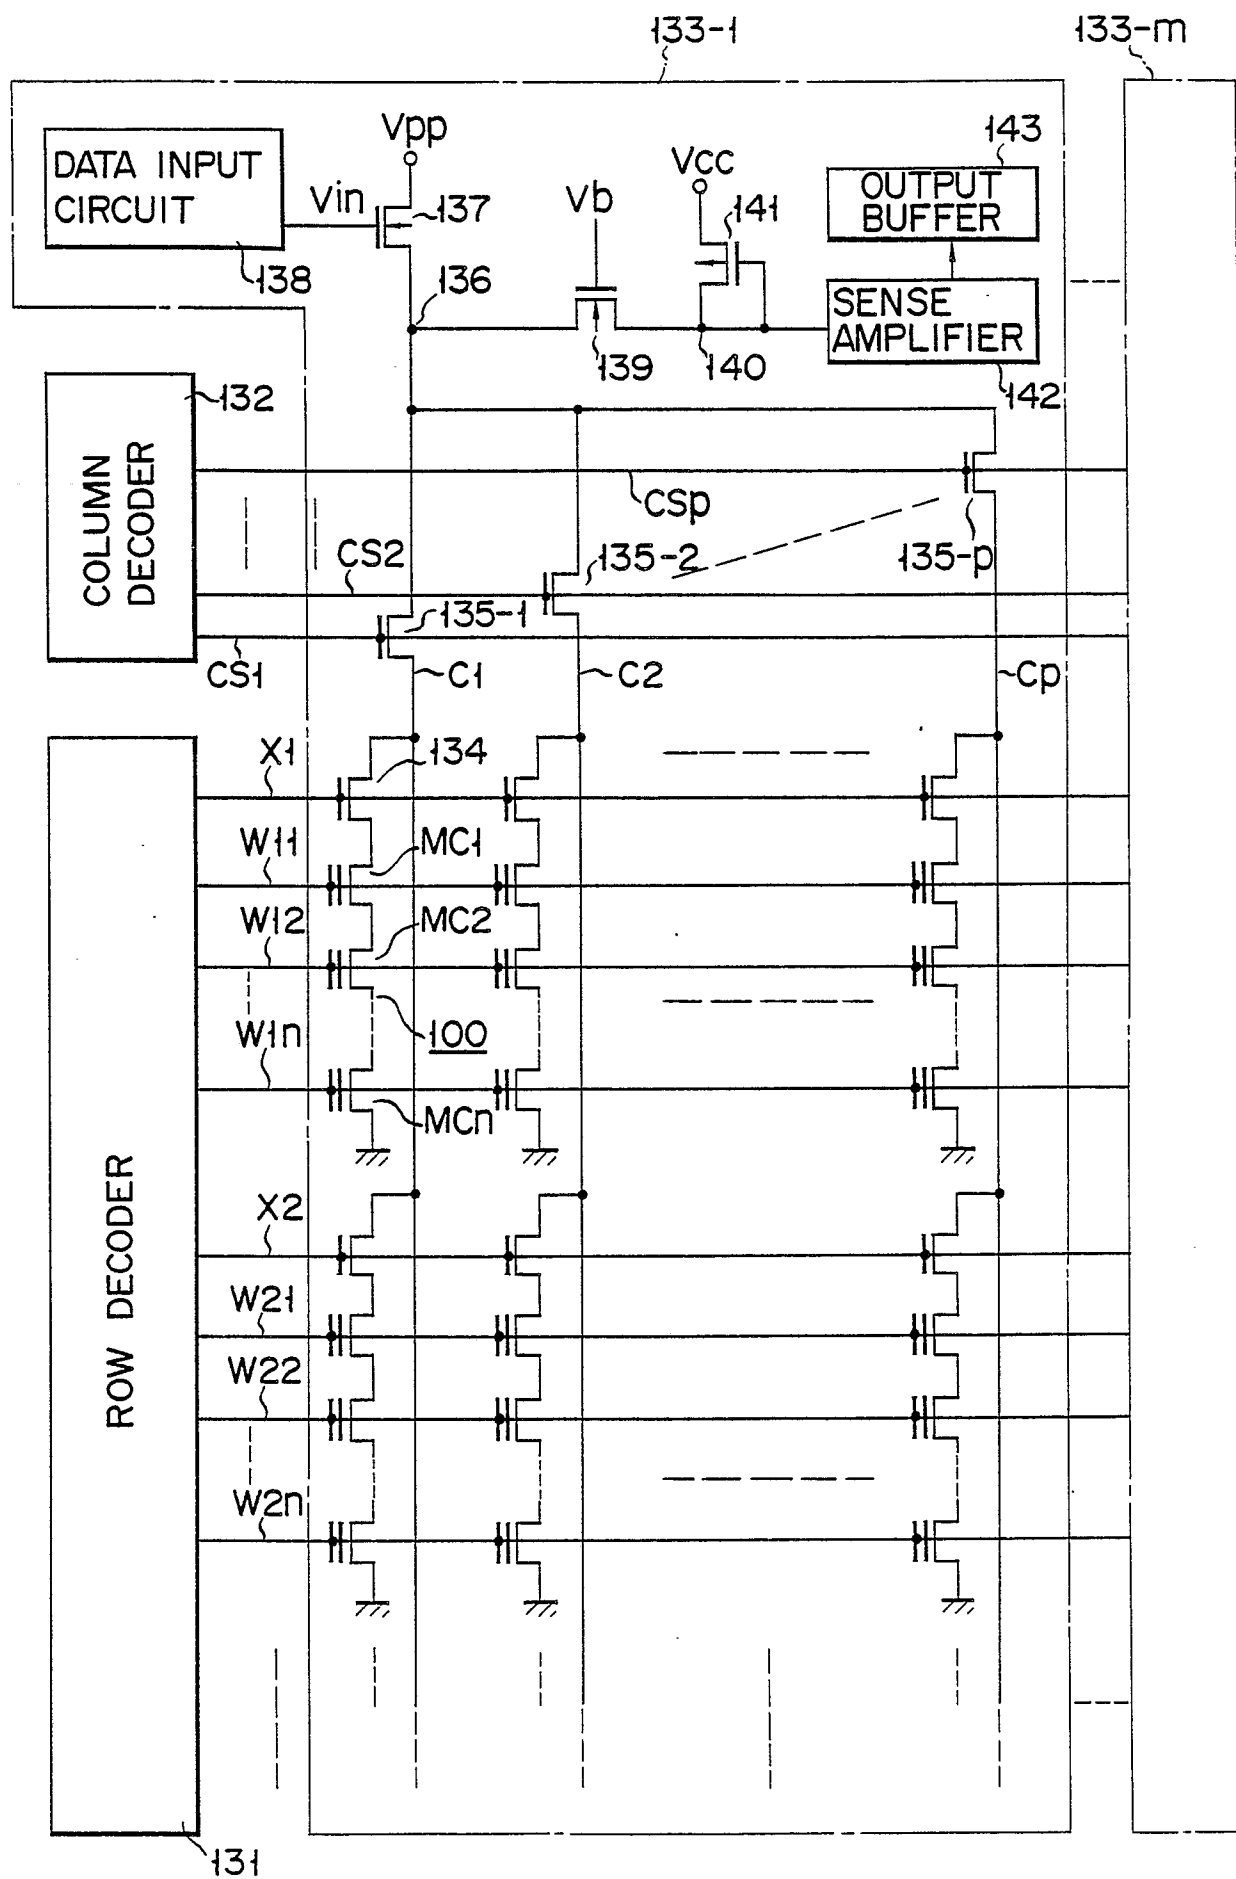 133-1
133-m
Vpp
143
DATA INPUT
CIRCUIT
Vin
137
Vb
Vcc
141
OUTPUT
BUFFER
138
136
SENSE
AMPLIFIER
139
140
142
132
COLUMN
DECODER
CSp
CS2
135-2
135-p
135-1
CS1
C1
C2
Cp
X1
134
W11
MC1
W12
MC2
W1n
100
MCn
ROW DECODER
X2
W21
W22
W2n
131